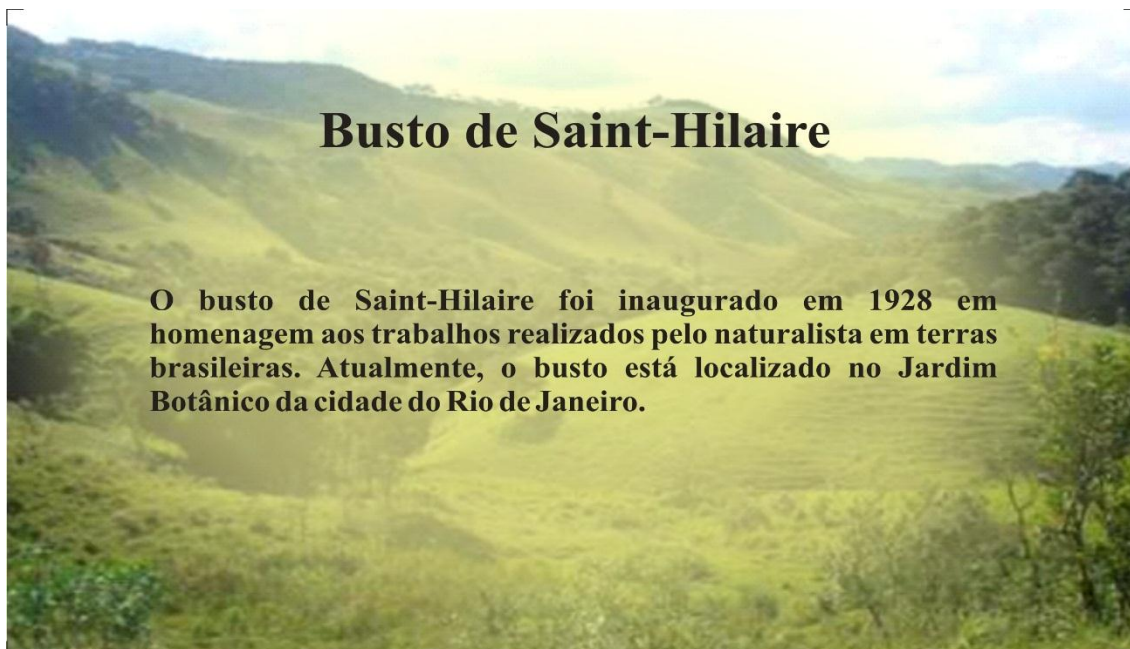 Busto de Saint-Hilaire
O busto de Saint-Hilaire foi inaugurado em 1928 em
homenagem aos trabalhos realizados pelo naturalista em terras
brasileiras. Atualmente, o busto está localizado no Jardim
Botânico da cidade do Rio de Janeiro.